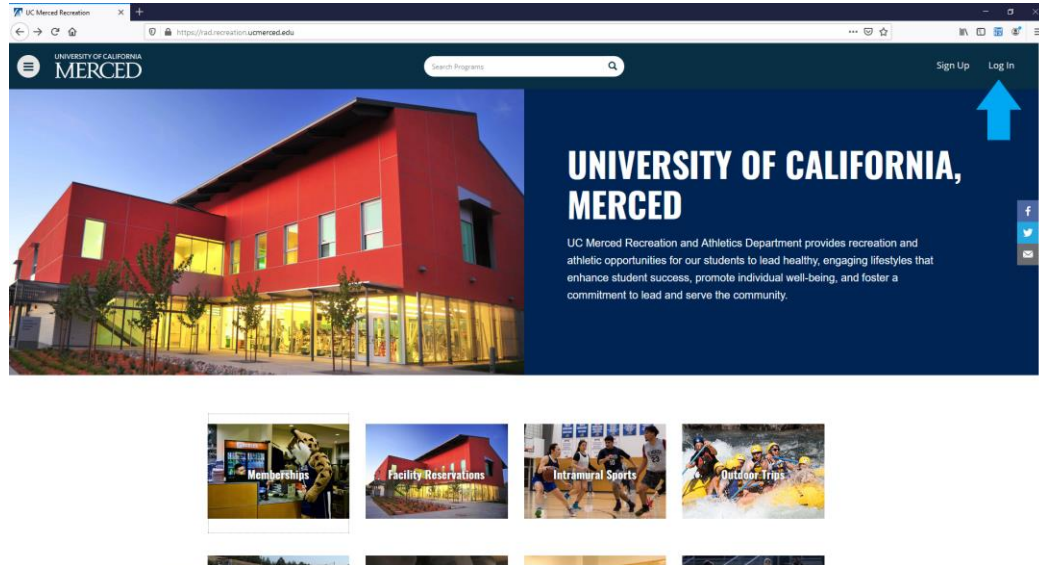 UC Merced Recreation
https://rad.recreation.ucmerced.edu
UNIVERSITY OF CALIFORNIA
MERCED
Search Programs
Sign Up
Log In
UNIVERSITY OF CALIFORNIA,
MERCED
UC Merced Recreation and Athletics Department provides recreation and
athletic opportunities for our students to lead healthy, engaging lifestyles that
enhance student success, promote individual well-being, and foster a
commitment to lead and serve the community.
Memberships
Facility Reservations
Intramural Sports
Outdoor Trips